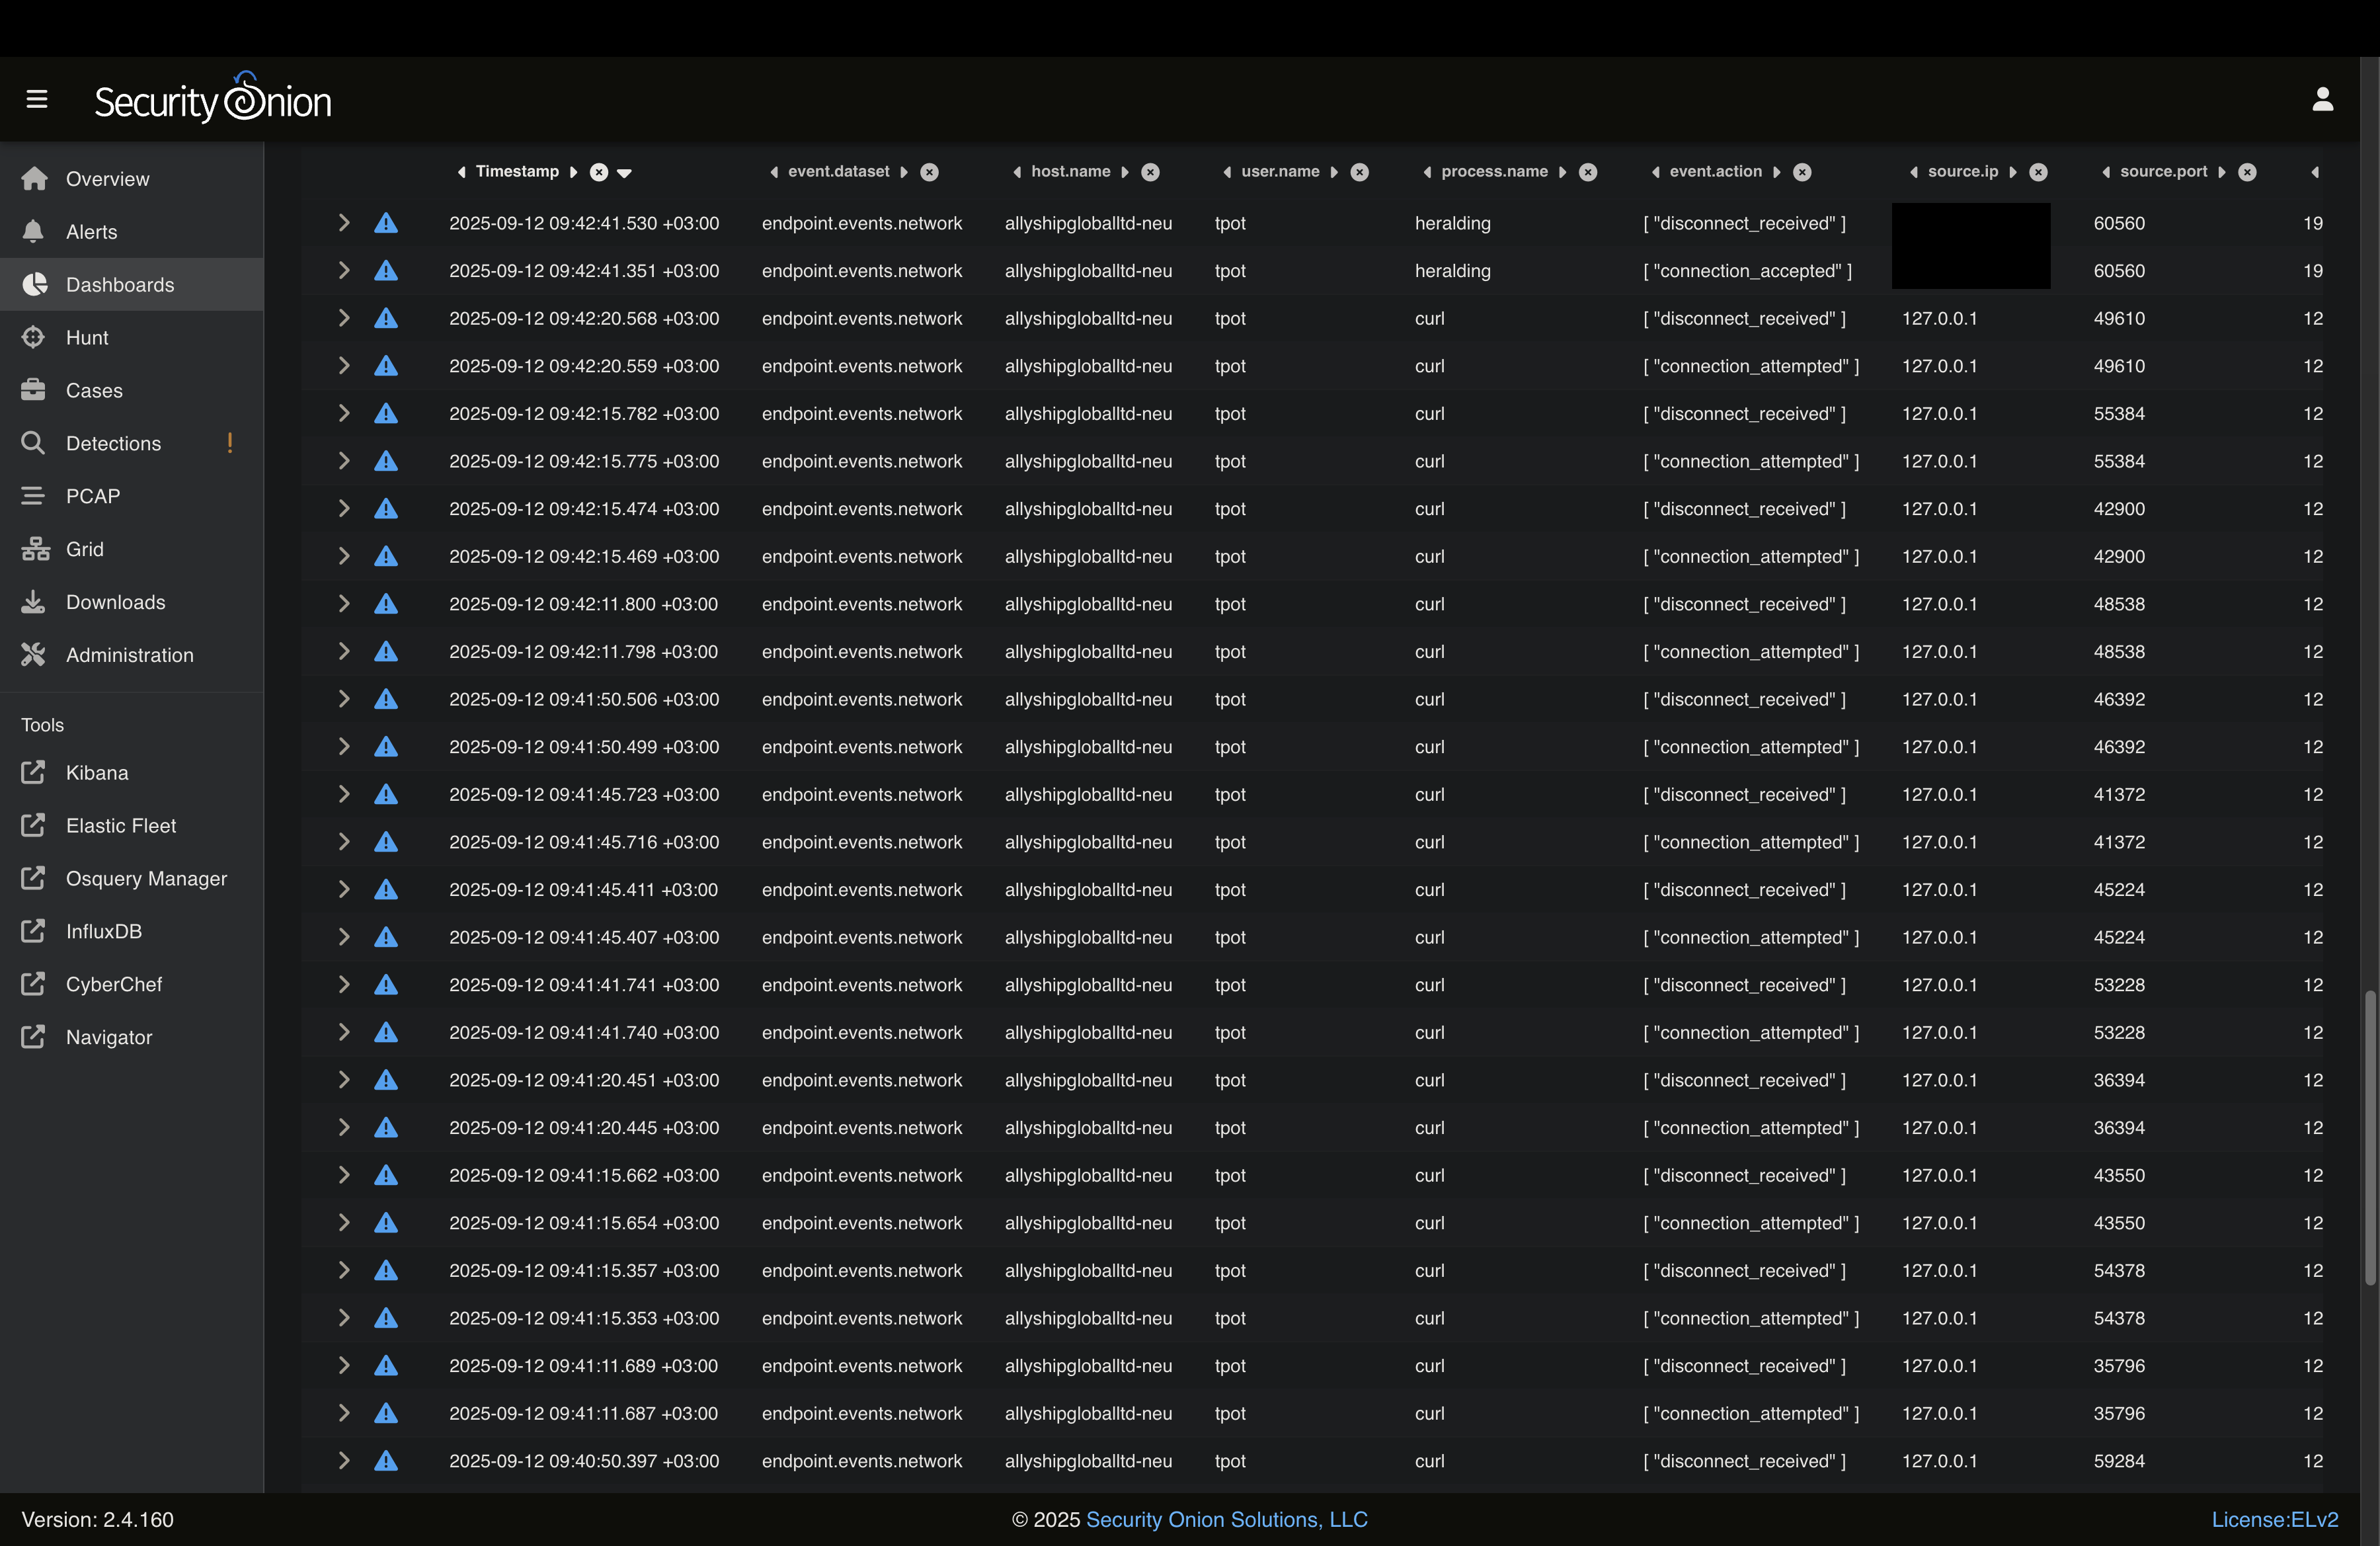 Security Onion
Overview
Alerts
Dashboards
Hunt
Cases
Detections !
PCAP
Grid
Downloads
Administration
Tools
Kibana
Elastic Fleet
Osquery Manager
InfluxDB
CyberChef
Navigator
Timestamp event.dataset host.name user.name process.name event.action source.ip source.port
2025-09-12 09:42:41.530 +03:00 endpoint.events.network allyshipgloballtd-neu tpot heralding [ "disconnect_received" ] 60560 19
2025-09-12 09:42:41.351 +03:00 endpoint.events.network allyshipgloballtd-neu tpot heralding [ "connection_accepted" ] 60560 19
2025-09-12 09:42:20.568 +03:00 endpoint.events.network allyshipgloballtd-neu tpot curl [ "disconnect_received" ] 127.0.0.1 49610 12
2025-09-12 09:42:20.559 +03:00 endpoint.events.network allyshipgloballtd-neu tpot curl [ "connection_attempted" ] 127.0.0.1 49610 12
2025-09-12 09:42:15.782 +03:00 endpoint.events.network allyshipgloballtd-neu tpot curl [ "disconnect_received" ] 127.0.0.1 55384 12
2025-09-12 09:42:15.775 +03:00 endpoint.events.network allyshipgloballtd-neu tpot curl [ "connection_attempted" ] 127.0.0.1 55384 12
2025-09-12 09:42:15.474 +03:00 endpoint.events.network allyshipgloballtd-neu tpot curl [ "disconnect_received" ] 127.0.0.1 42900 12
2025-09-12 09:42:15.469 +03:00 endpoint.events.network allyshipgloballtd-neu tpot curl [ "connection_attempted" ] 127.0.0.1 42900 12
2025-09-12 09:42:11.800 +03:00 endpoint.events.network allyshipgloballtd-neu tpot curl [ "disconnect_received" ] 127.0.0.1 48538 12
2025-09-12 09:42:11.798 +03:00 endpoint.events.network allyshipgloballtd-neu tpot curl [ "connection_attempted" ] 127.0.0.1 48538 12
2025-09-12 09:41:50.506 +03:00 endpoint.events.network allyshipgloballtd-neu tpot curl [ "disconnect_received" ] 127.0.0.1 46392 12
2025-09-12 09:41:50.499 +03:00 endpoint.events.network allyshipgloballtd-neu tpot curl [ "connection_attempted" ] 127.0.0.1 46392 12
2025-09-12 09:41:45.723 +03:00 endpoint.events.network allyshipgloballtd-neu tpot curl [ "disconnect_received" ] 127.0.0.1 41372 12
2025-09-12 09:41:45.716 +03:00 endpoint.events.network allyshipgloballtd-neu tpot curl [ "connection_attempted" ] 127.0.0.1 41372 12
2025-09-12 09:41:45.411 +03:00 endpoint.events.network allyshipgloballtd-neu tpot curl [ "disconnect_received" ] 127.0.0.1 45224 12
2025-09-12 09:41:45.407 +03:00 endpoint.events.network allyshipgloballtd-neu tpot curl [ "connection_attempted" ] 127.0.0.1 45224 12
2025-09-12 09:41:41.741 +03:00 endpoint.events.network allyshipgloballtd-neu tpot curl [ "disconnect_received" ] 127.0.0.1 53228 12
2025-09-12 09:41:41.740 +03:00 endpoint.events.network allyshipgloballtd-neu tpot curl [ "connection_attempted" ] 127.0.0.1 53228 12
2025-09-12 09:41:20.451 +03:00 endpoint.events.network allyshipgloballtd-neu tpot curl [ "disconnect_received" ] 127.0.0.1 36394 12
2025-09-12 09:41:20.445 +03:00 endpoint.events.network allyshipgloballtd-neu tpot curl [ "connection_attempted" ] 127.0.0.1 36394 12
2025-09-12 09:41:15.662 +03:00 endpoint.events.network allyshipgloballtd-neu tpot curl [ "disconnect_received" ] 127.0.0.1 43550 12
2025-09-12 09:41:15.654 +03:00 endpoint.events.network allyshipgloballtd-neu tpot curl [ "connection_attempted" ] 127.0.0.1 43550 12
2025-09-12 09:41:15.357 +03:00 endpoint.events.network allyshipgloballtd-neu tpot curl [ "disconnect_received" ] 127.0.0.1 54378 12
2025-09-12 09:41:15.353 +03:00 endpoint.events.network allyshipgloballtd-neu tpot curl [ "connection_attempted" ] 127.0.0.1 54378 12
2025-09-12 09:41:11.689 +03:00 endpoint.events.network allyshipgloballtd-neu tpot curl [ "disconnect_received" ] 127.0.0.1 35796 12
2025-09-12 09:41:11.687 +03:00 endpoint.events.network allyshipgloballtd-neu tpot curl [ "connection_attempted" ] 127.0.0.1 35796 12
2025-09-12 09:40:50.397 +03:00 endpoint.events.network allyshipgloballtd-neu tpot curl [ "disconnect_received" ] 127.0.0.1 59284 12
Version: 2.4.160 © 2025 Security Onion Solutions, LLC License:ELv2